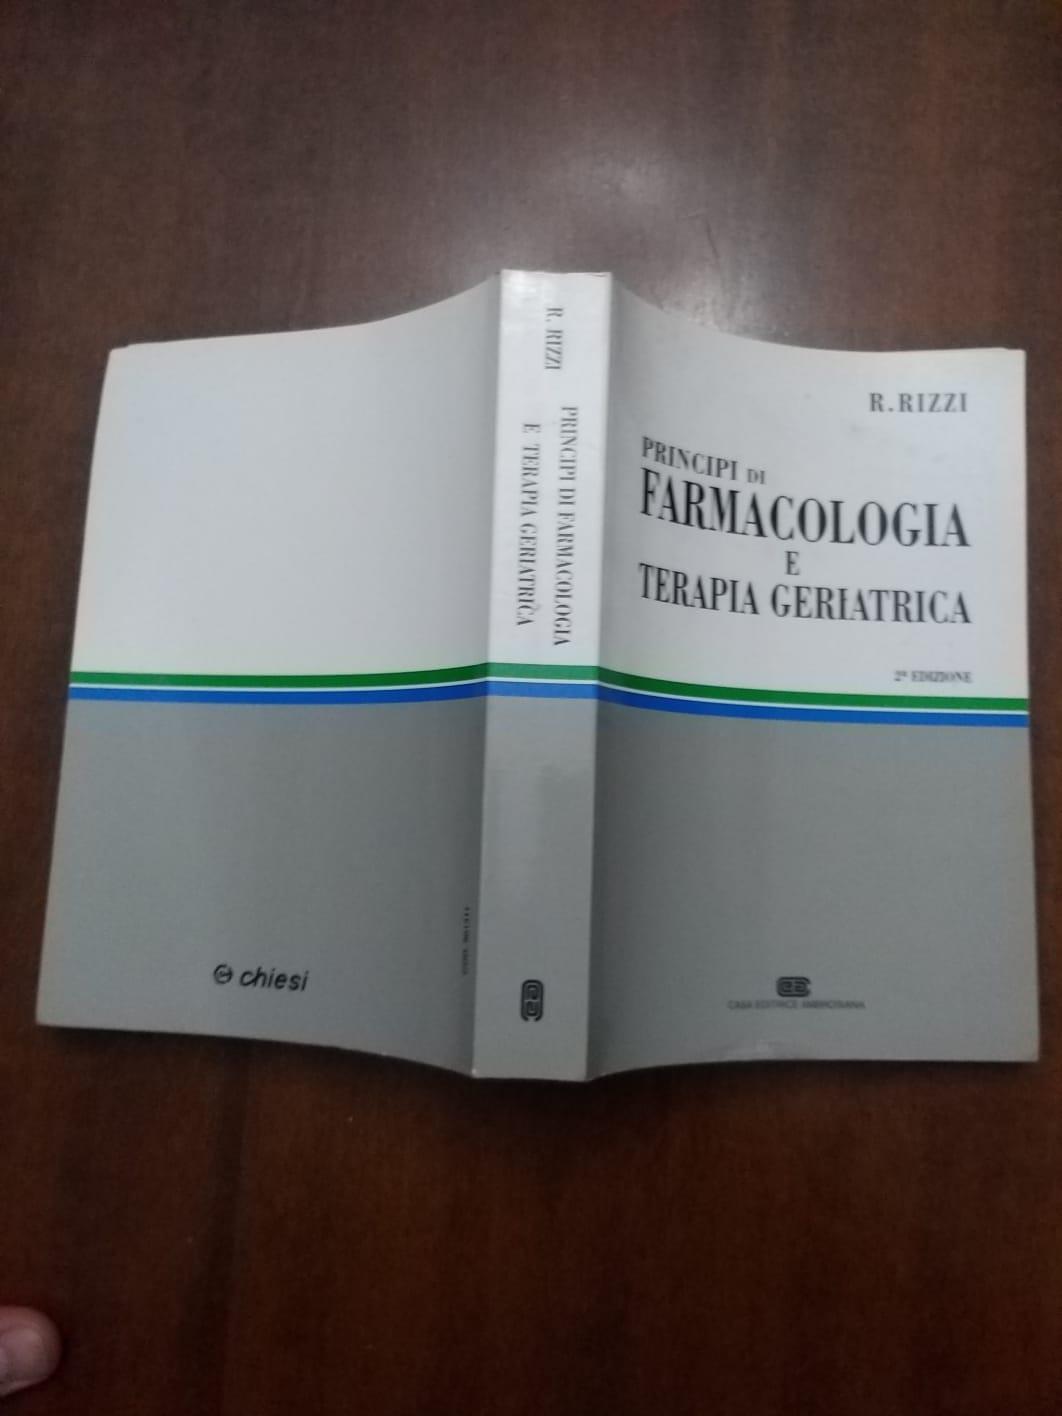 R. RIZZI
PRINCIPI DI
FARMACOLOGIA
E
TERAPIA GERIATRICA
2ª EDIZIONE
CASA EDITRICE AMBROSIANA
R. RIZZI
PRINCIPI DI FARMACOLOGIA
E TERAPIA GERIATRICA
chiesi